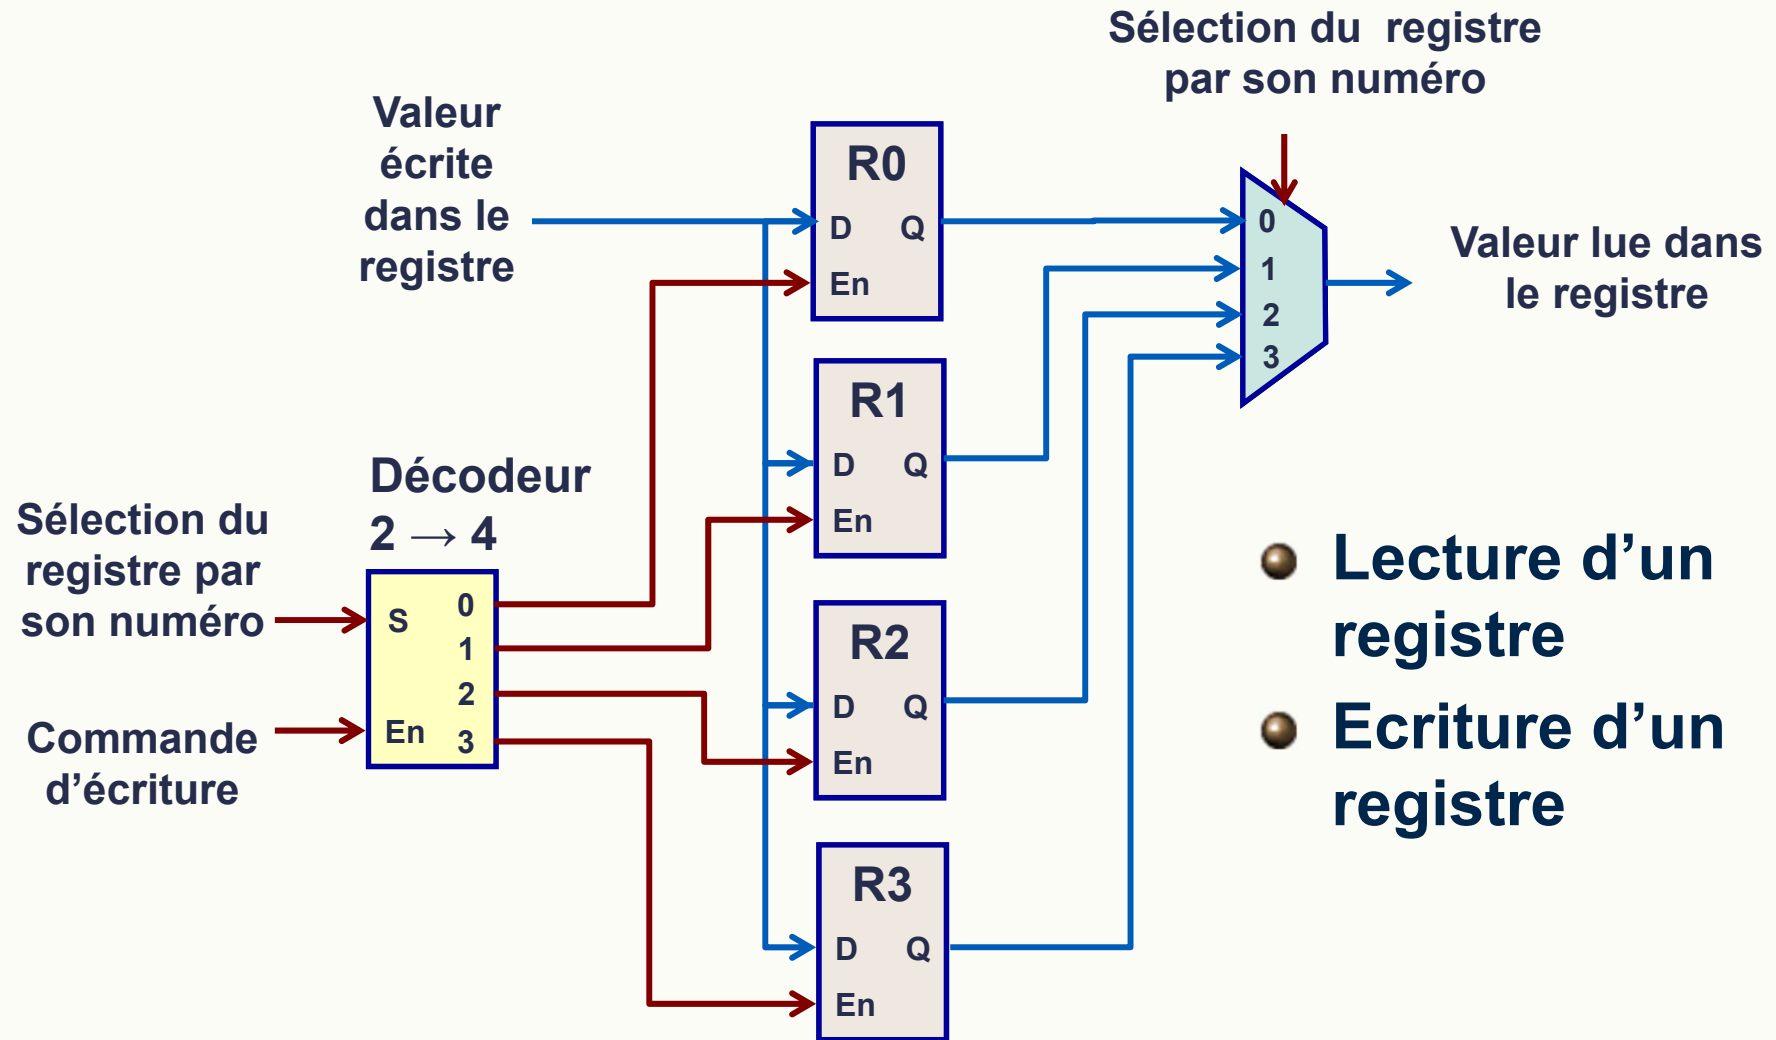 Sélection du registre
par son numéro
Valeur
écrite
dans le
registre
R0
D Q
En
0
1
2
3
Valeur lue dans
le registre
R1
D Q
En
Décodeur
2 → 4
Sélection du
registre par
son numéro
S
En
0
1
2
3
Commande
d’écriture
R2
D Q
En
R3
D Q
En
Lecture d’un
registre
Ecriture d’un
registre